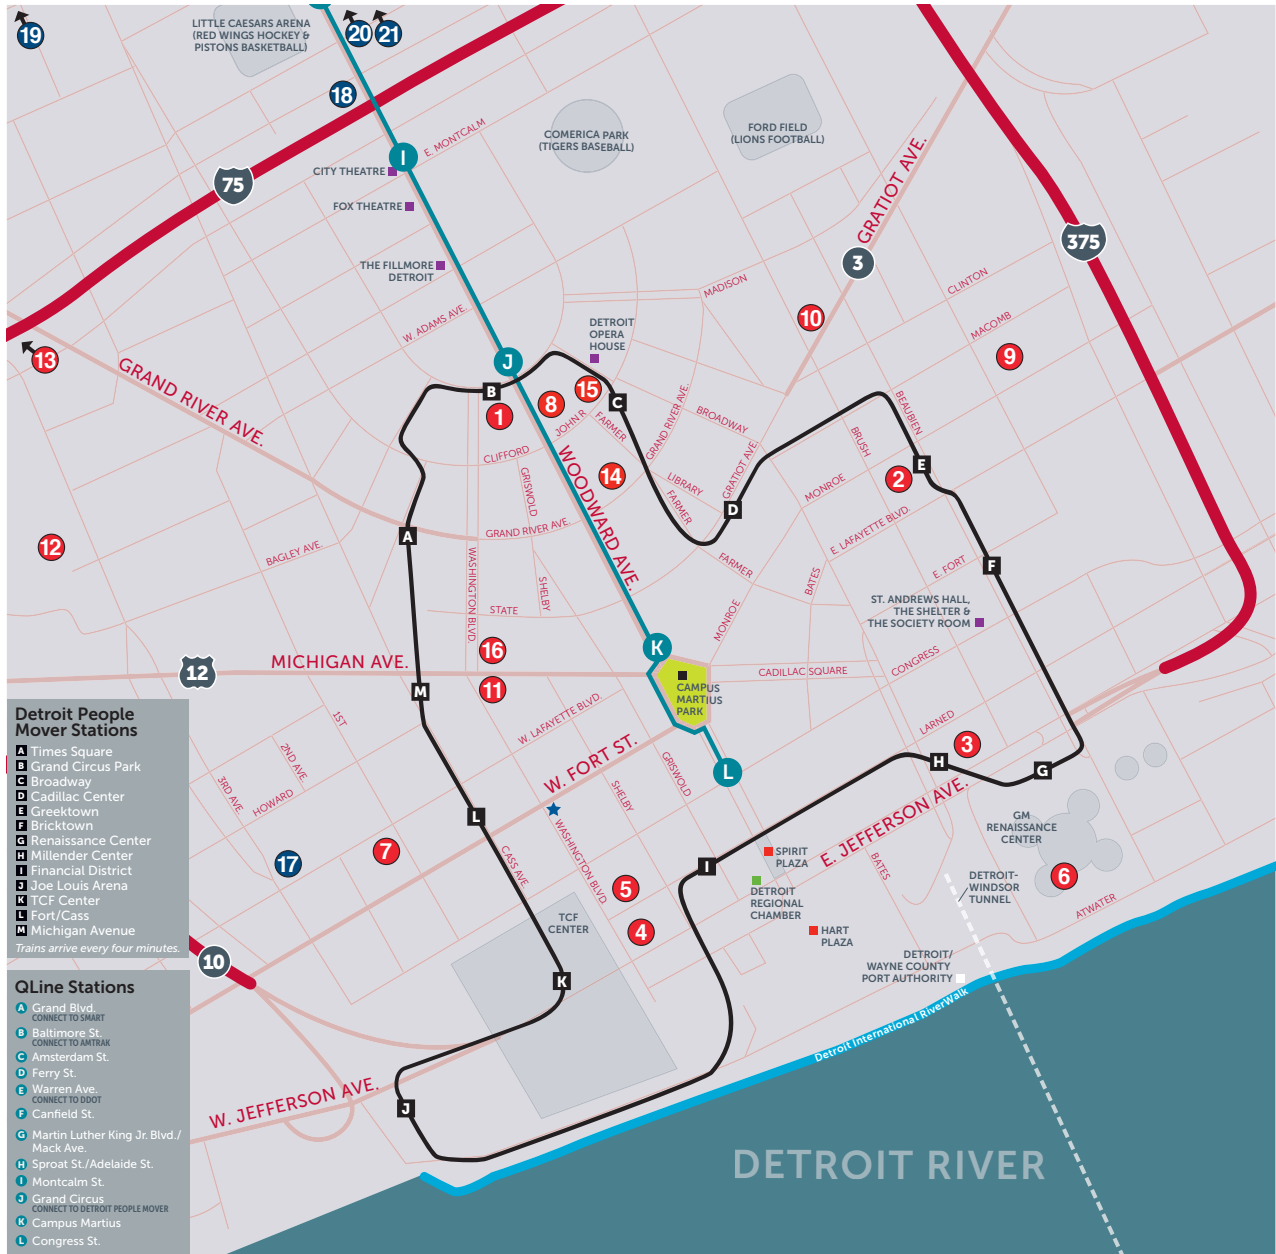 19
20
21
LITTLE CAESARS ARENA
(RED WINGS HOCKEY &
PISTONS BASKETBALL)
18
I
E. MONTCALM
COMERICA PARK
(TIGERS BASEBALL)
FORD FIELD
(LIONS FOOTBALL)
CITY THEATRE
75
FOX THEATRE
GRATIOT AVE.
3
375
THE FILLMORE
DETROIT
MADISON
CLINTON
W. ADAMS AVE.
10
MACOMB
DETROIT
OPERA
HOUSE
13
9
J
GRAND RIVER AVE.
B
8
15
C
1
JOHN R
FARMER
GRAND RIVER AVE.
BROADWAY
BEAUBIEN
BRUSH
CLIFFORD
WOODWARD AVE.
14
GRISWOLD
LIBRARY
FARMER
GRATIOT AVE.
MONROE
2
E
D
A
GRAND RIVER AVE.
E. LAFAYETTE BLVD.
12
BAGLEY AVE.
WASHINGTON BLVD.
SHELBY
STATE
FARMER
BATES
E. FORT
F
MONROE
ST. ANDREWS HALL,
THE SHELTER &
THE SOCIETY ROOM
16
K
12
MICHIGAN AVE.
CADILLAC SQUARE
CONGRESS
M
11
CAMPUS
MARTIUS
PARK
1ST
W. LAFAYETTE BLVD.
LARNED
3
2ND AVE.
W. FORT ST.
GRISWOLD
L
H
G
3RD AVE.
HOWARD
SHELBY
E. JEFFERSON AVE.
L
WASHINGTON BLVD.
GM
RENAISSANCE
CENTER
17
7
CASS AVE.
I
SPIRIT
PLAZA
BATES
5
DETROIT
REGIONAL
CHAMBER
DETROIT-
WINDSOR
TUNNEL
6
ATWATER
TCF
CENTER
4
HART
PLAZA
10
K
DETROIT/
WAYNE COUNTY
PORT AUTHORITY
Detroit International RiverWalk
W. JEFFERSON AVE.
J
DETROIT RIVER
Detroit People
Mover Stations
A Times Square
B Grand Circus Park
C Broadway
D Cadillac Center
E Greektown
F Bricktown
G Renaissance Center
H Millender Center
I Financial District
J Joe Louis Arena
K TCF Center
L Fort/Cass
M Michigan Avenue
Trains arrive every four minutes.
QLine Stations
A Grand Blvd.
CONNECT TO SMART
B Baltimore St.
CONNECT TO AMTRAK
C Amsterdam St.
D Ferry St.
E Warren Ave.
CONNECT TO DDOT
F Canfield St.
G Martin Luther King Jr. Blvd./
Mack Ave.
H Sproat St./Adelaide St.
I Montcalm St.
J Grand Circus
CONNECT TO DETROIT PEOPLE MOVER
K Campus Martius
L Congress St.